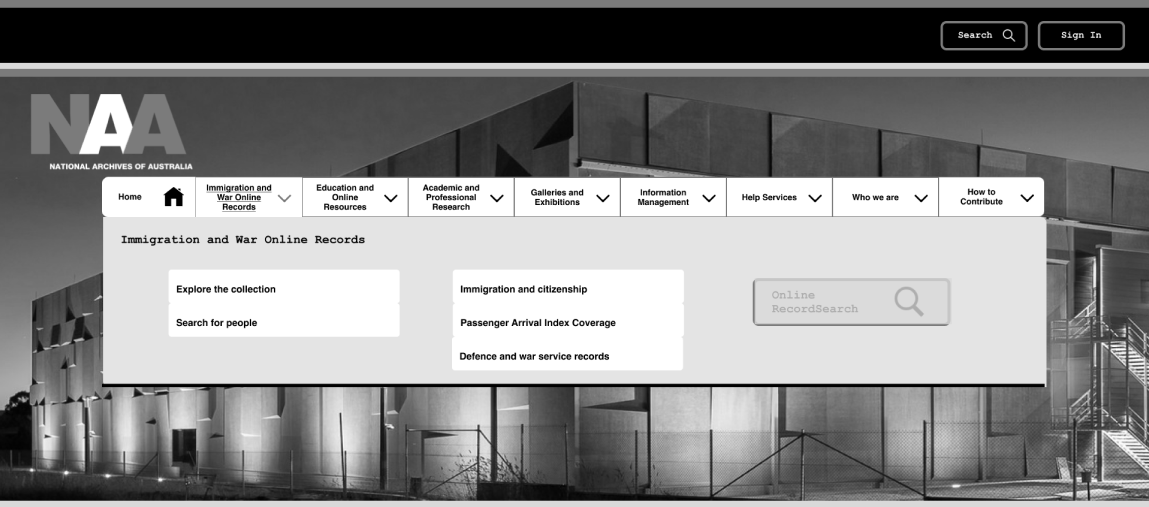 Search
Sign In
NAA
NATIONAL ARCHIVES OF AUSTRALIA
Home
Immigration and
War Online
Records
Education and
Online
Resources
Academic and
Professional
Research
Galleries and
Exhibitions
Information
Management
Help Services
Who we are
How to
Contribute
Immigration and War Online Records
Explore the collection
Search for people
Immigration and citizenship
Passenger Arrival Index Coverage
Defence and war service records
Online
RecordSearch